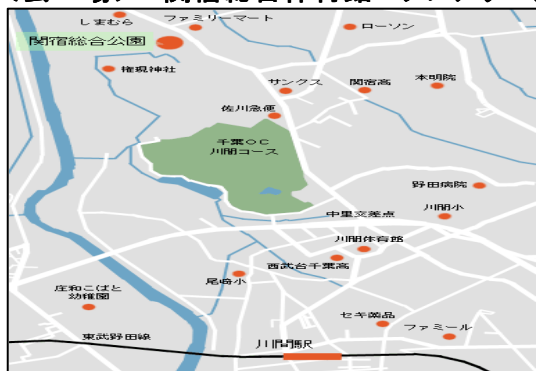 しまむら
ファミリーマート
ローソン
関宿総合公園
権現神社
サンクス
関宿高
本明院
佐川急便
千葉CC
川間コース
野田病院
川間小
中里交差点
川間体育館
西武台千葉高
尾崎小
庄和こばと
幼稚園
セキ薬品
ファミール
東武野田線
川間駅